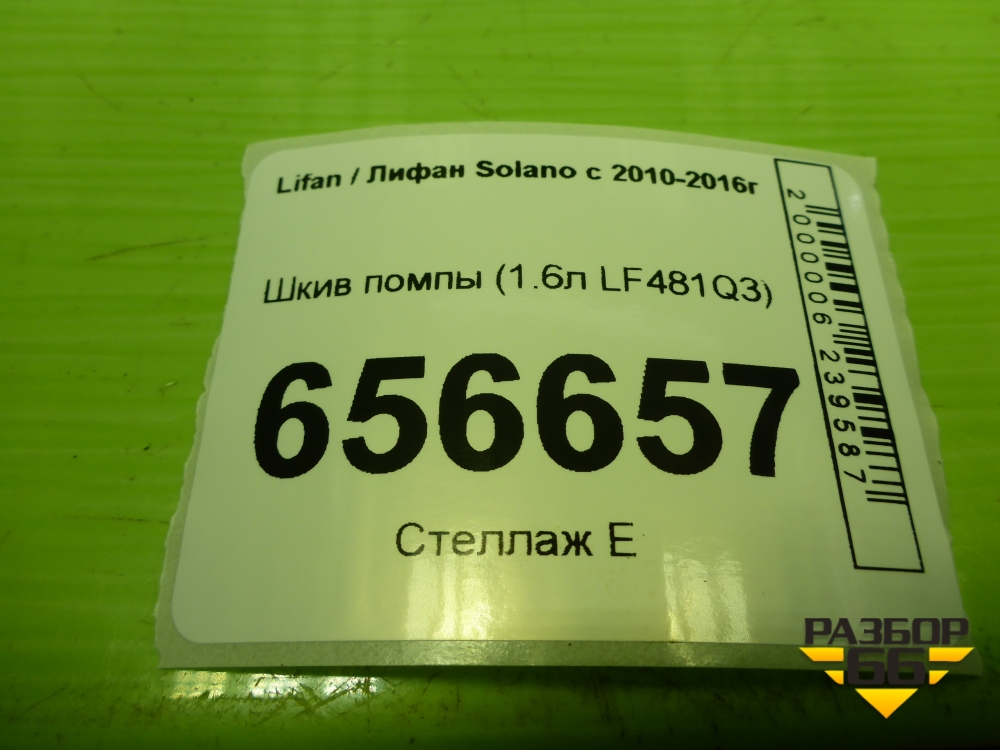 Lifan / Лифан Solano с 2010-2016г
Шкив помпы (1.6л LF481Q3)
656657
Стеллаж Е
2000006239587
РАЗБОР
66